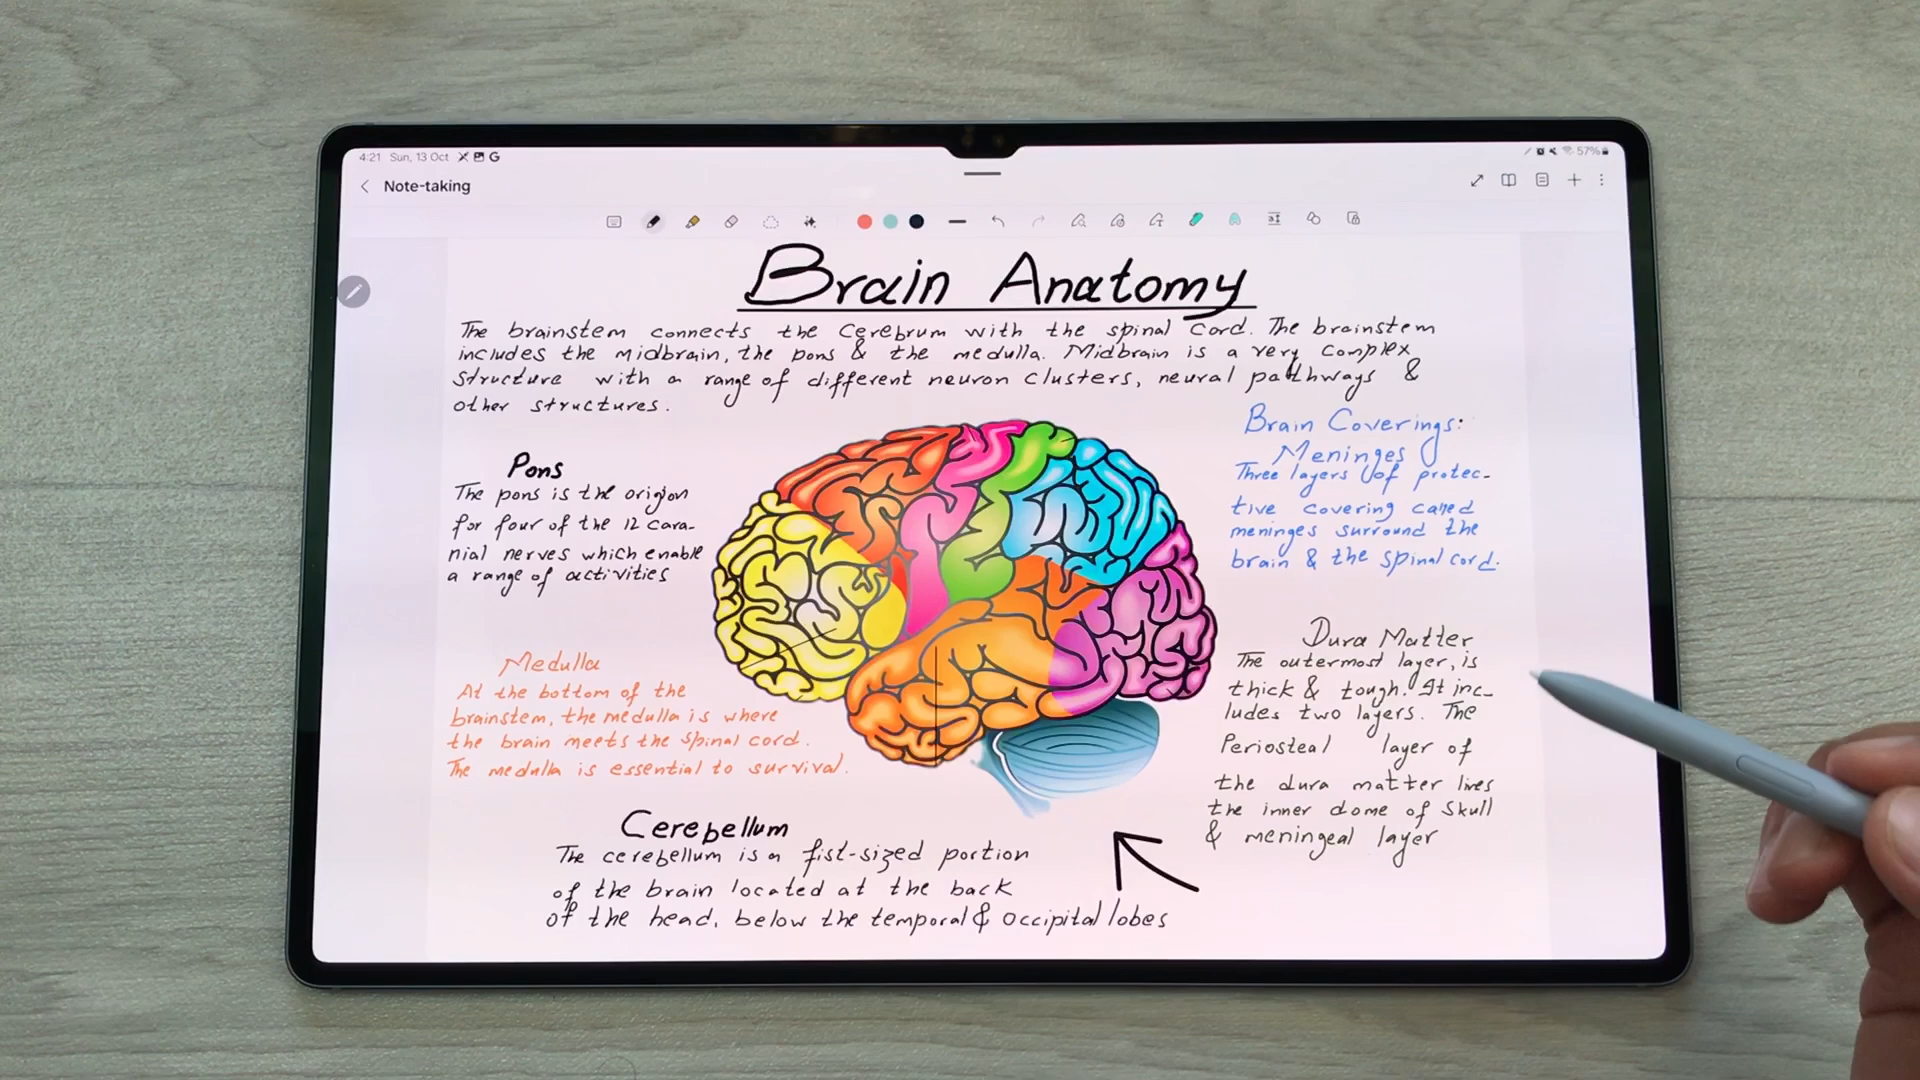 4:21 Sun, 13 Oct
57%
Note-taking
Brain Anatomy
The brainstem connects the Cerebrum with the spinal cord. The brainstem
includes the midbrain, the pons & the medulla. Midbrain is a very complex
structure with a range of different neuron clusters, neural pathways &
other structures.
Pons
The pons is the origion
for four of the 12 cara-
nial nerves which enable
a range of activities
Medulla
At the bottom of the
brainstem, the medulla is where
the brain meets the spinal cord.
The medulla is essential to survival.
Cerebellum
The cerebellum is a fist-sized portion
of the brain located at the back
of the head, below the temporal & occipital lobes
Brain Coverings:
Meninges
Three layers of protec-
tive covering called
meninges surround the
brain & the spinal cord.
Dura Matter
The outermost layer, is
thick & tough. It inc-
ludes two layers. The
Periosteal layer of
the dura matter lives
the inner dome of skull
& meningeal layer